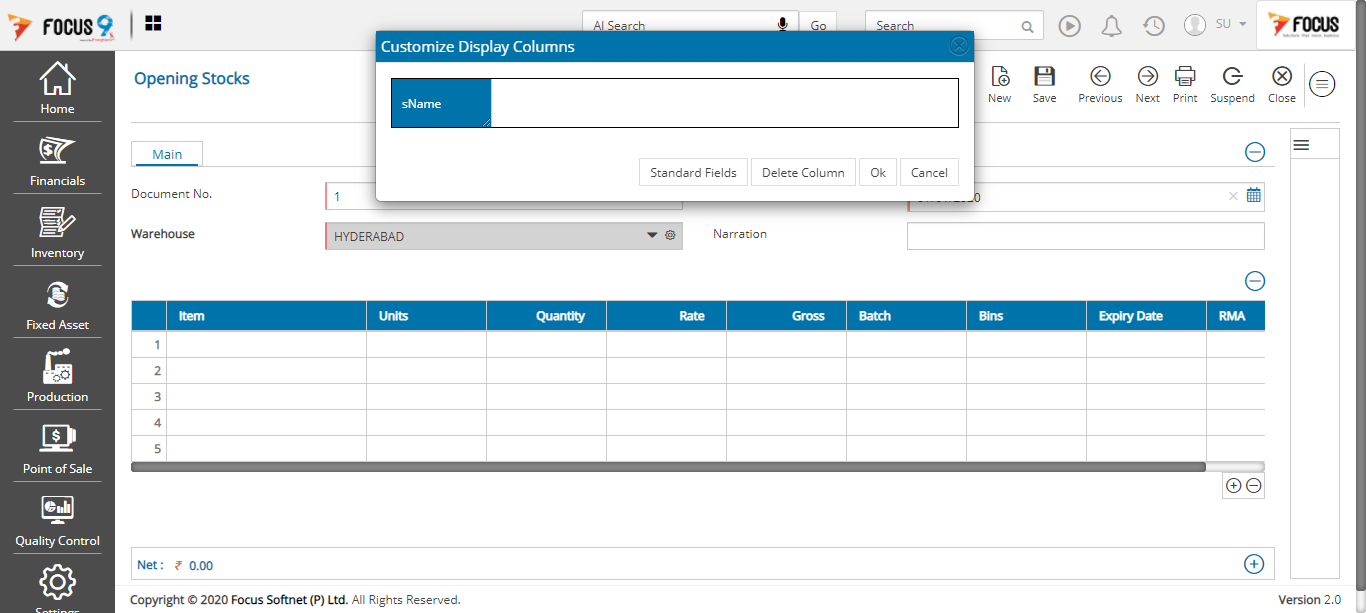 FOCUS 9
AI Search
Go
Search
SU
FOCUS
Customize Display Columns
sName
Standard Fields
Delete Column
Ok
Cancel
Home
Financials
Inventory
Fixed Asset
Production
Point of Sale
Quality Control
Settings
Opening Stocks
New
Save
Previous
Next
Print
Suspend
Close
Main
Document No.
1
Warehouse
HYDERABAD
Narration
Item Units Quantity Rate Gross Batch Bins Expiry Date RMA
1
2
3
4
5
Net : ₹ 0.00
Copyright © 2020 Focus Softnet (P) Ltd. All Rights Reserved.
Version 2.0